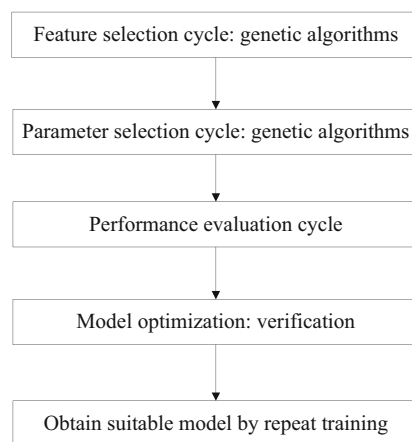 Feature selection cycle: genetic algorithms
Parameter selection cycle: genetic algorithms
Performance evaluation cycle
Model optimization: verification
Obtain suitable model by repeat training